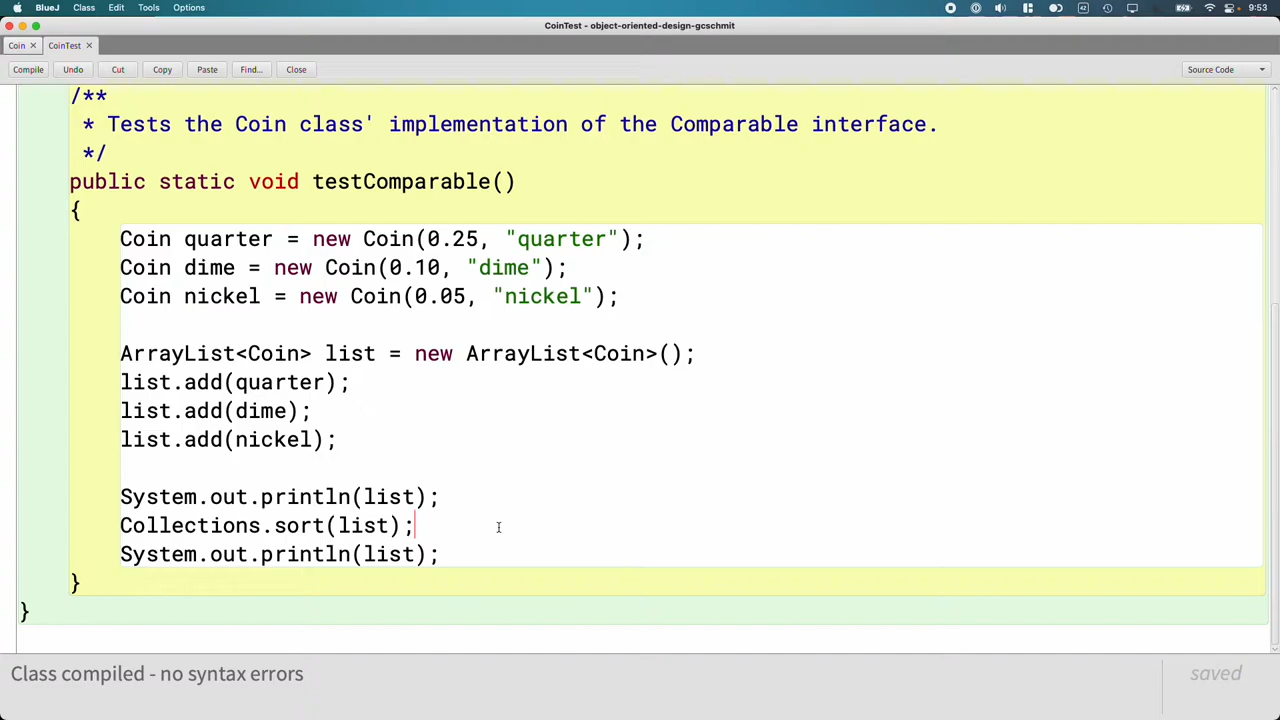 BlueJ Class Edit Tools Options 9:53
CoinTest - object-oriented-design-gcschmit
Coin CoinTest
Compile Undo Cut Copy Paste Find... Close Source Code
/**
* Tests the Coin class' implementation of the Comparable interface.
*/
public static void testComparable()
{
Coin quarter = new Coin(0.25, "quarter");
Coin dime = new Coin(0.10, "dime");
Coin nickel = new Coin(0.05, "nickel");
ArrayList<Coin> list = new ArrayList<Coin>();
list.add(quarter);
list.add(dime);
list.add(nickel);
System.out.println(list);
Collections.sort(list);
System.out.println(list);
}
}
Class compiled - no syntax errors
saved